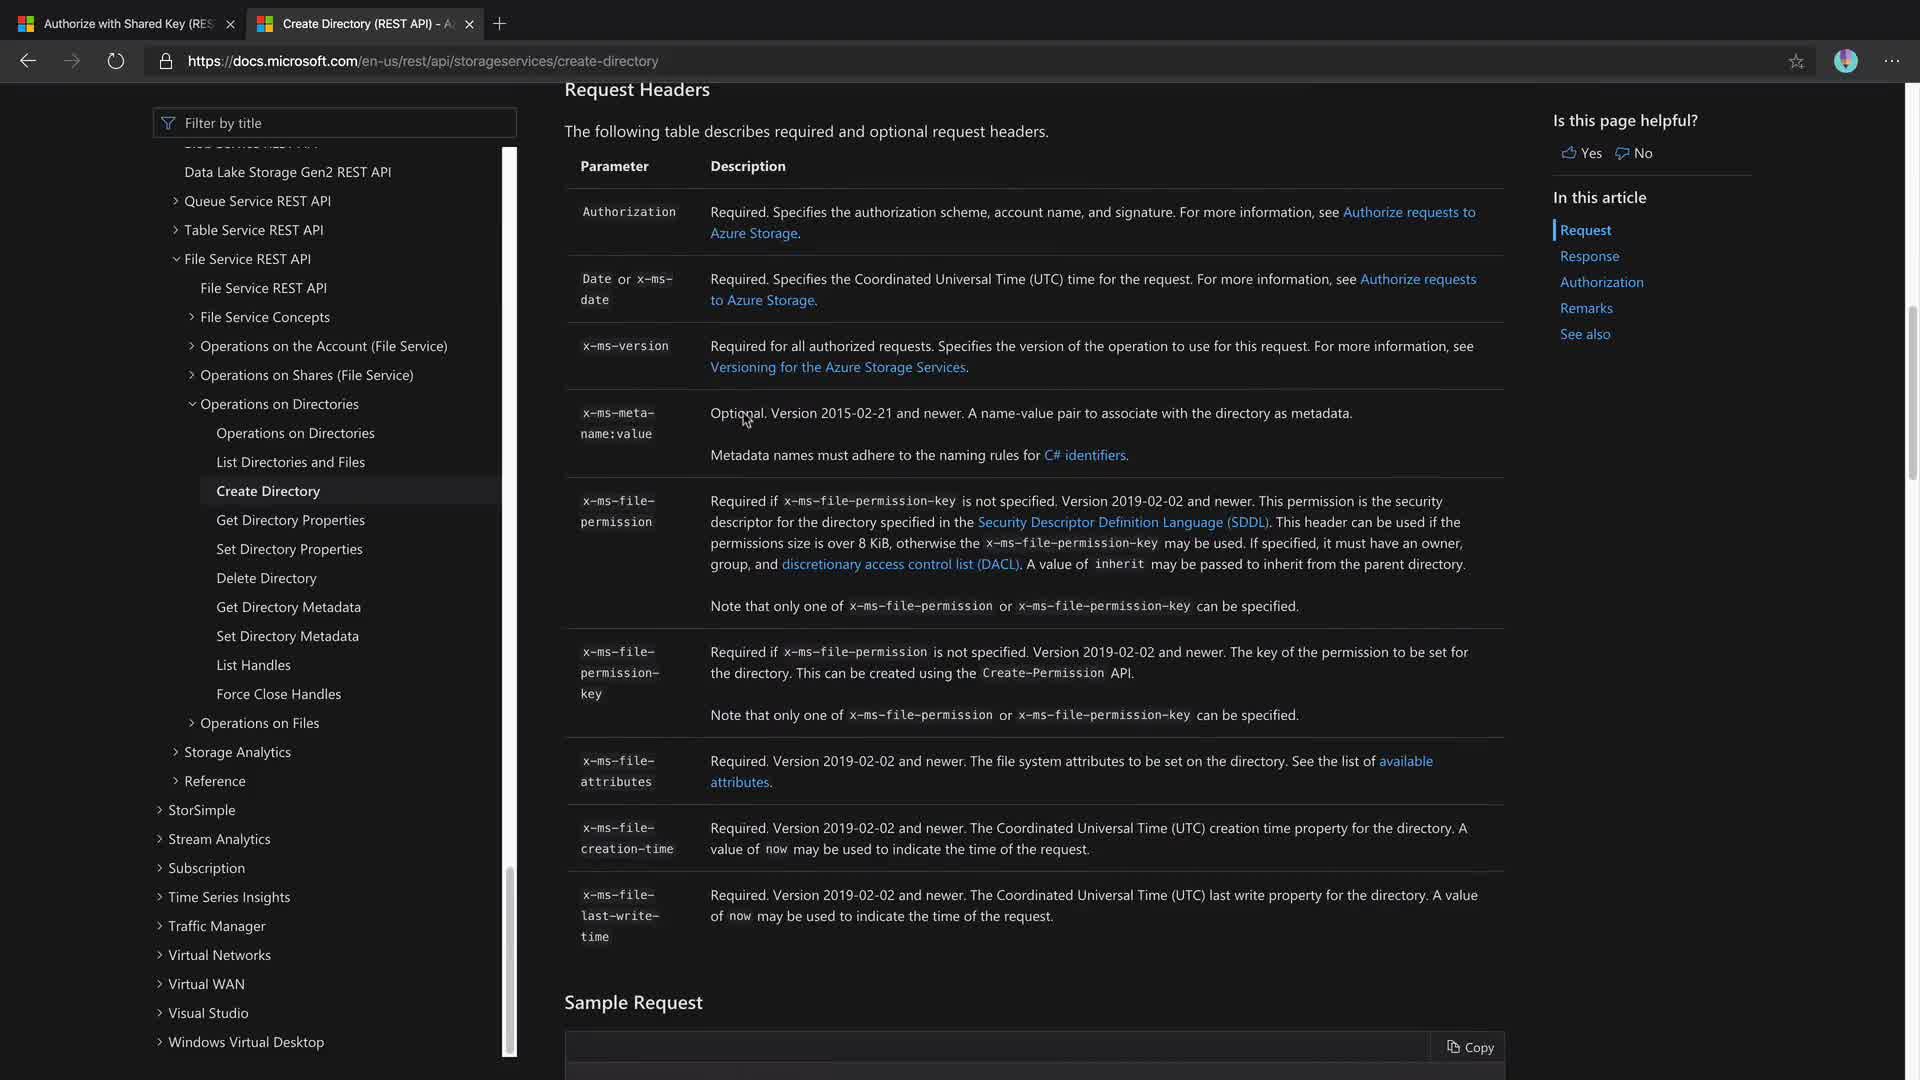 Authorize with Shared Key (RES
Create Directory (REST API) - A
https://docs.microsoft.com/en-us/rest/api/storageservices/create-directory
Filter by title
Data Lake Storage Gen2 REST API
Queue Service REST API
Table Service REST API
File Service REST API
File Service REST API
File Service Concepts
Operations on the Account (File Service)
Operations on Shares (File Service)
Operations on Directories
Operations on Directories
List Directories and Files
Create Directory
Get Directory Properties
Set Directory Properties
Delete Directory
Get Directory Metadata
Set Directory Metadata
List Handles
Force Close Handles
Operations on Files
Storage Analytics
Reference
StorSimple
Stream Analytics
Subscription
Time Series Insights
Traffic Manager
Virtual Networks
Virtual WAN
Visual Studio
Windows Virtual Desktop
Request Headers
The following table describes required and optional request headers.
Parameter Description
Authorization Required. Specifies the authorization scheme, account name, and signature. For more information, see Authorize requests to
Azure Storage.
Date or x-ms- Required. Specifies the Coordinated Universal Time (UTC) time for the request. For more information, see Authorize requests
date to Azure Storage.
x-ms-version Required for all authorized requests. Specifies the version of the operation to use for this request. For more information, see
Versioning for the Azure Storage Services.
x-ms-meta- Optional. Version 2015-02-21 and newer. A name-value pair to associate with the directory as metadata.
name:value
Metadata names must adhere to the naming rules for C# identifiers.
x-ms-file- Required if x-ms-file-permission-key is not specified. Version 2019-02-02 and newer. This permission is the security
permission descriptor for the directory specified in the Security Descriptor Definition Language (SDDL). This header can be used if the
permissions size is over 8 KiB, otherwise the x-ms-file-permission-key may be used. If specified, it must have an owner,
group, and discretionary access control list (DACL). A value of inherit may be passed to inherit from the parent directory.
Note that only one of x-ms-file-permission or x-ms-file-permission-key can be specified.
x-ms-file- Required if x-ms-file-permission is not specified. Version 2019-02-02 and newer. The key of the permission to be set for
permission- the directory. This can be created using the Create-Permission API.
key
Note that only one of x-ms-file-permission or x-ms-file-permission-key can be specified.
x-ms-file- Required. Version 2019-02-02 and newer. The file system attributes to be set on the directory. See the list of available
attributes attributes.
x-ms-file- Required. Version 2019-02-02 and newer. The Coordinated Universal Time (UTC) creation time property for the directory. A
creation-time value of now may be used to indicate the time of the request.
x-ms-file- Required. Version 2019-02-02 and newer. The Coordinated Universal Time (UTC) last write property for the directory. A value
last-write- of now may be used to indicate the time of the request.
time
Sample Request
Copy
Is this page helpful?
Yes No
In this article
Request
Response
Authorization
Remarks
See also